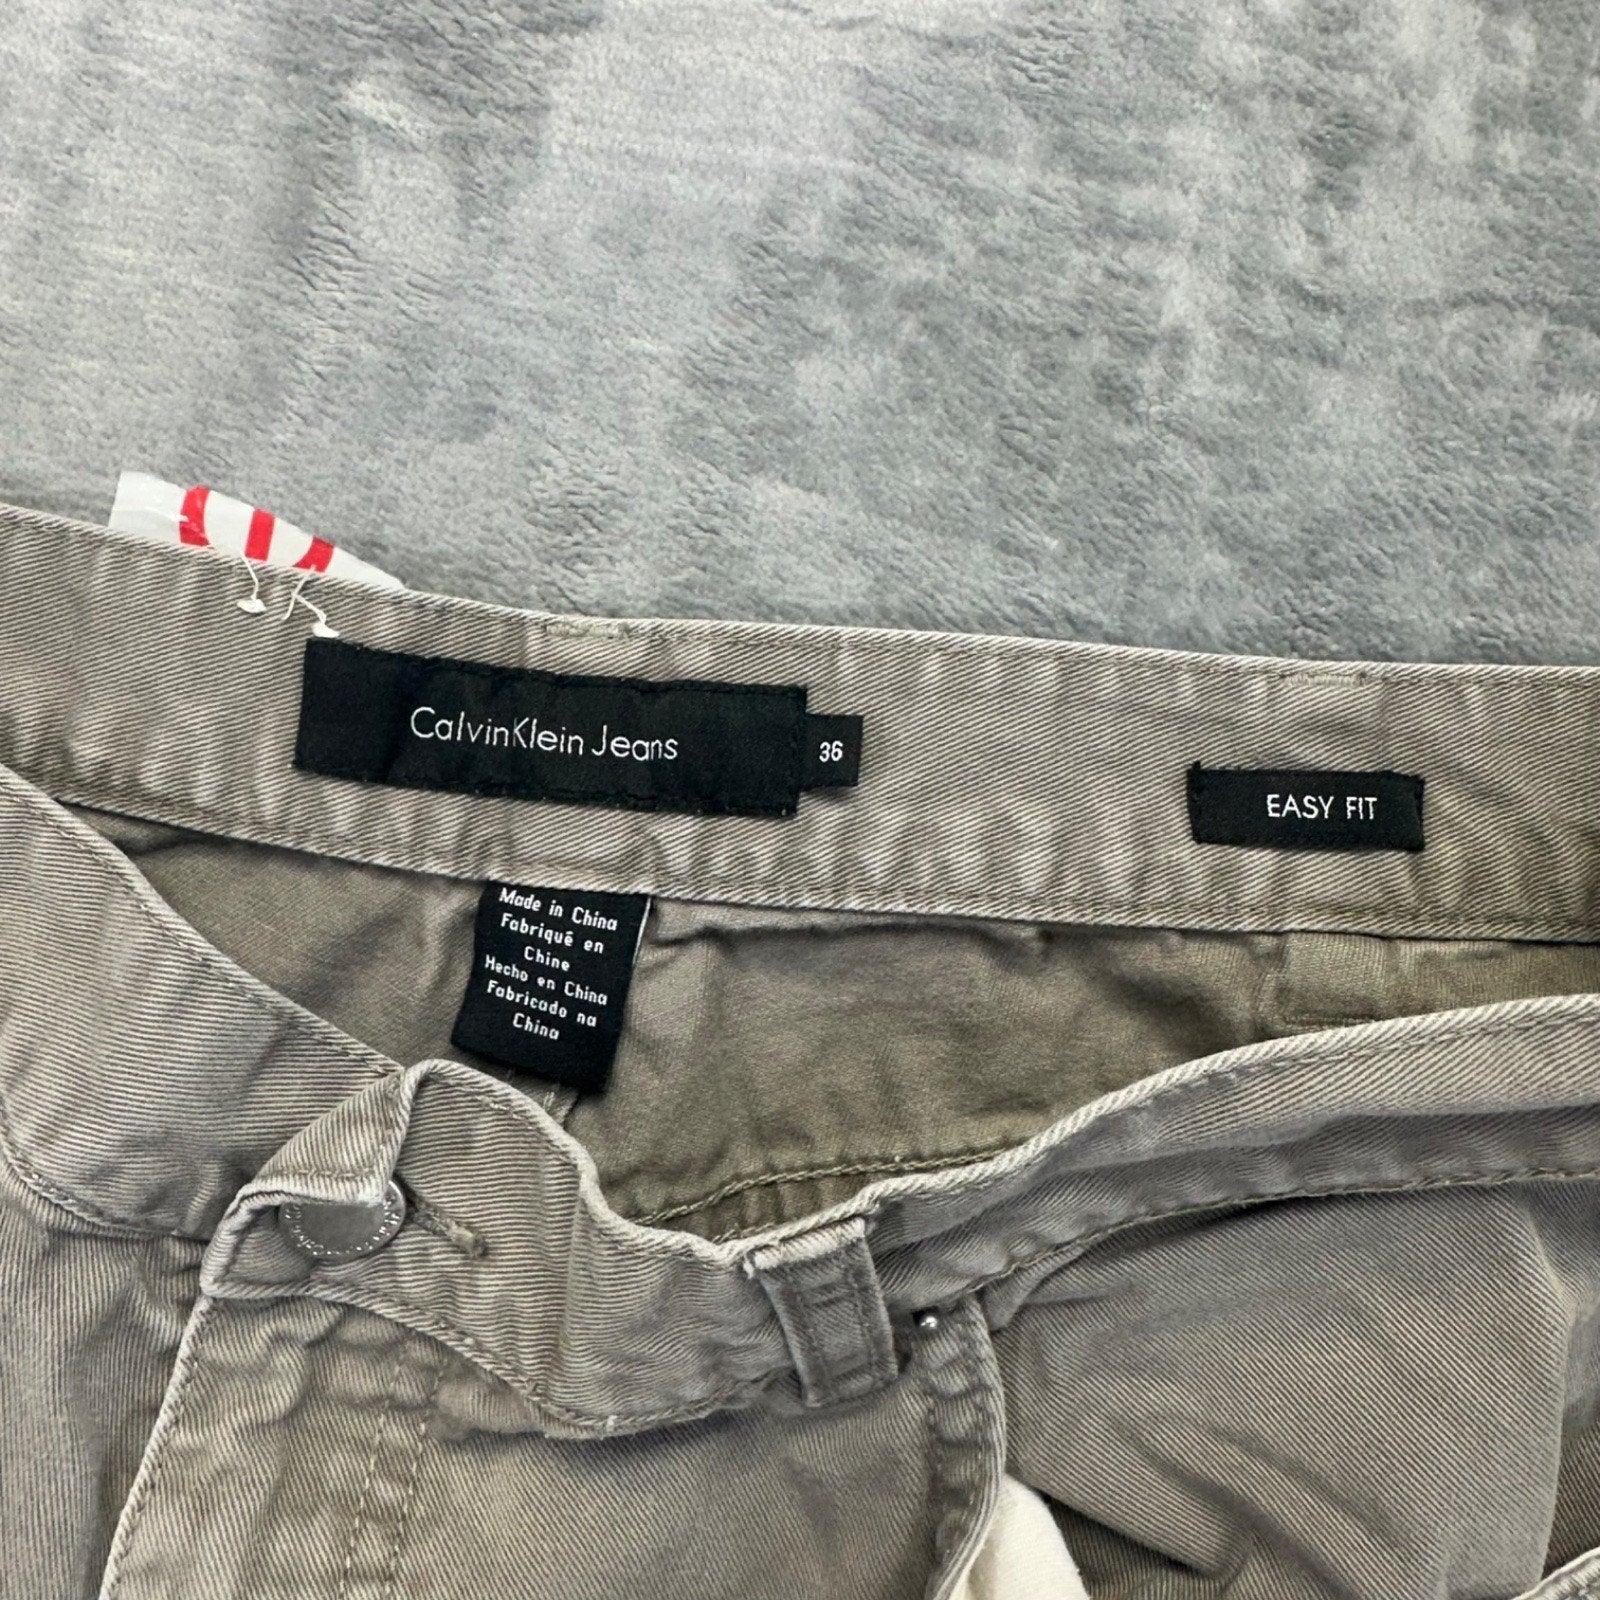 CalvinKlein Jeans
36
EASY FIT
Made in China
Fabriqué en
Chine
Hecho en China
Fabricado na
China